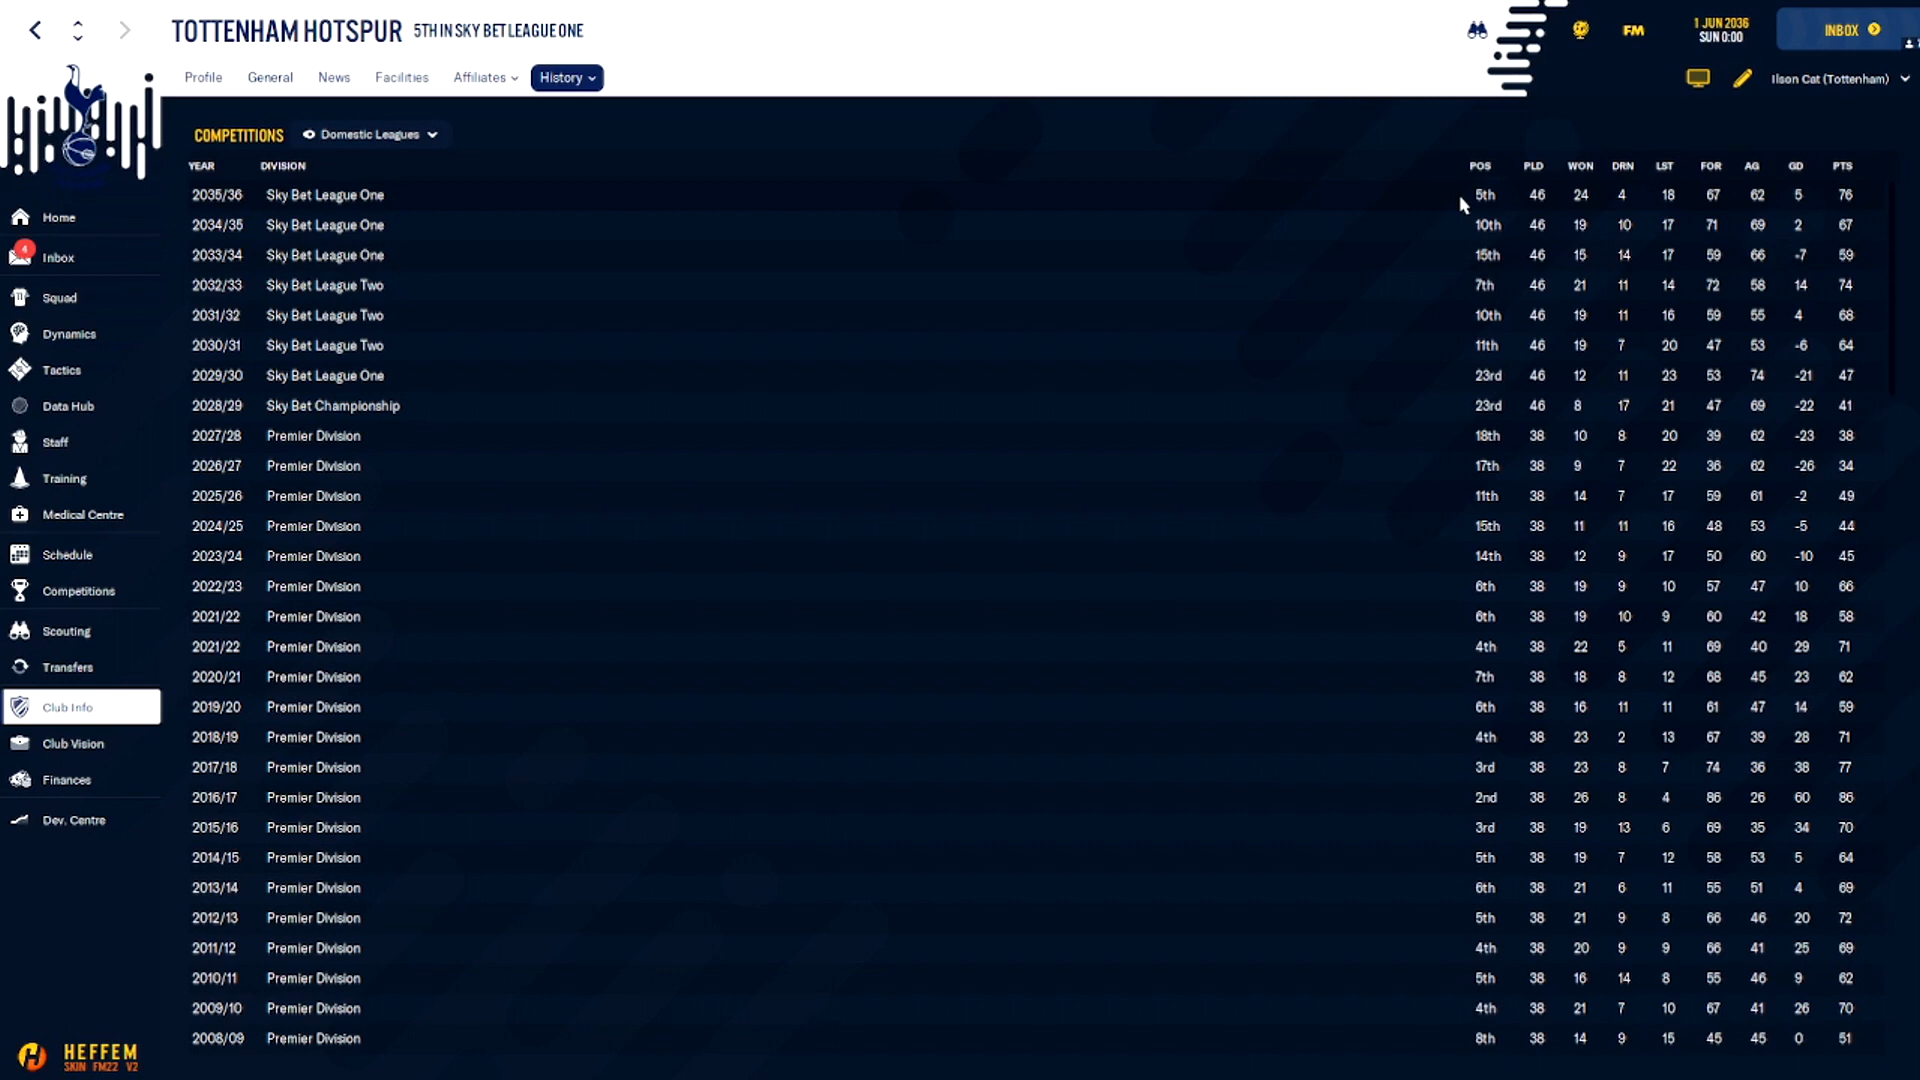 TOTTENHAM HOTSPUR 5TH IN SKY BET LEAGUE ONE
FM
1 JUN 2036
SUN 0:00
INBOX
Profile General News Facilities Affiliates History
Ilson Cat (Tottenham)
COMPETITIONS Domestic Leagues
YEAR DIVISION POS PLD WON DRN LST FOR AG GD PTS
2035/36 Sky Bet League One 5th 46 24 4 18 67 62 5 76
2034/35 Sky Bet League One 10th 46 19 10 17 71 69 2 67
2033/34 Sky Bet League One 15th 46 15 14 17 59 66 -7 59
2032/33 Sky Bet League Two 7th 46 21 11 14 72 58 14 74
2031/32 Sky Bet League Two 10th 46 19 11 16 59 55 4 68
2030/31 Sky Bet League Two 11th 46 19 7 20 47 53 -6 64
2029/30 Sky Bet League One 23rd 46 12 11 23 53 74 -21 47
2028/29 Sky Bet Championship 23rd 46 8 17 21 47 69 -22 41
2027/28 Premier Division 18th 38 10 8 20 39 62 -23 38
2026/27 Premier Division 17th 38 9 7 22 36 62 -26 34
2025/26 Premier Division 11th 38 14 7 17 59 61 -2 49
2024/25 Premier Division 15th 38 11 11 16 48 53 -5 44
2023/24 Premier Division 14th 38 12 9 17 50 60 -10 45
2022/23 Premier Division 6th 38 19 9 10 57 47 10 66
2021/22 Premier Division 6th 38 19 10 9 60 42 18 58
2021/22 Premier Division 4th 38 22 5 11 69 40 29 71
2020/21 Premier Division 7th 38 18 8 12 68 45 23 62
2019/20 Premier Division 6th 38 16 11 11 61 47 14 59
2018/19 Premier Division 4th 38 23 2 13 67 39 28 71
2017/18 Premier Division 3rd 38 23 8 7 74 36 38 77
2016/17 Premier Division 2nd 38 26 8 4 86 26 60 86
2015/16 Premier Division 3rd 38 19 13 6 69 35 34 70
2014/15 Premier Division 5th 38 19 7 12 58 53 5 64
2013/14 Premier Division 6th 38 21 6 11 55 51 4 69
2012/13 Premier Division 5th 38 21 9 8 66 46 20 72
2011/12 Premier Division 4th 38 20 9 9 66 41 25 69
2010/11 Premier Division 5th 38 16 14 8 55 46 9 62
2009/10 Premier Division 4th 38 21 7 10 67 41 26 70
2008/09 Premier Division 8th 38 14 9 15 45 45 0 51
Home
4
Inbox
Squad
Dynamics
Tactics
Data Hub
Staff
Training
Medical Centre
Schedule
Competitions
Scouting
Transfers
Club Info
Club Vision
Finances
Dev. Centre
HEFFEM
SKIN FM22 V2